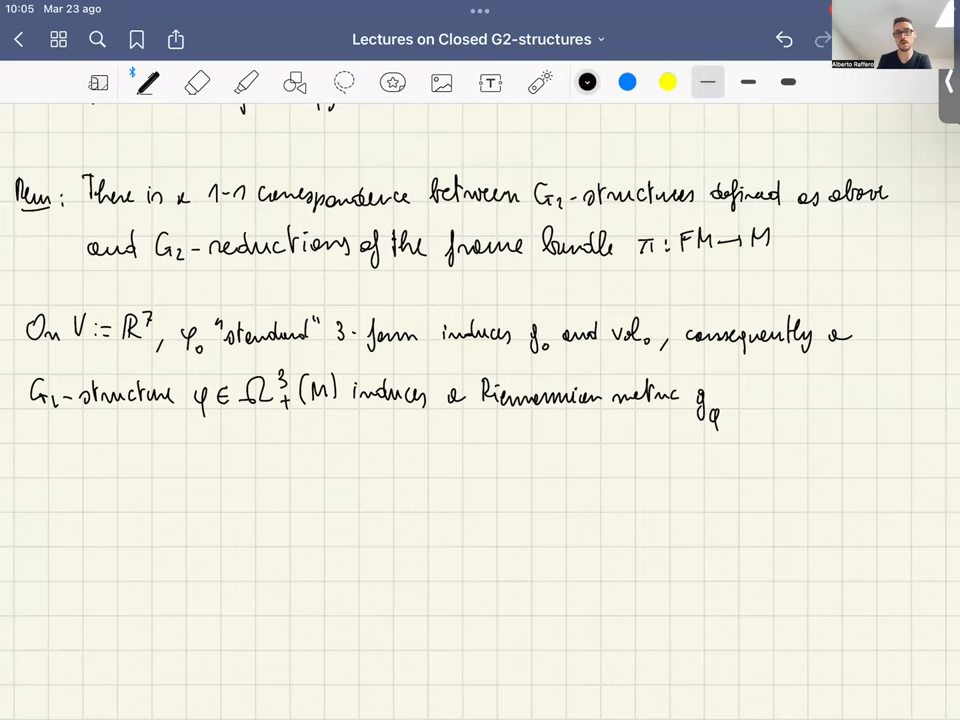 10:05 Mar 23 ago
Lectures on Closed G2-structures
Alberto Raffero
Rem: There is a 1-1 correspondence between G₂-structures defined as above
and G₂-reductions of the frame bundle π: FM → M
On V := ℝ⁷, φ₀ "standard" 3-form induces g₀ and vol₀, consequently a
G₂-structure φ ∈ Ω³₊(M) induces a Riemannian metric g_φ